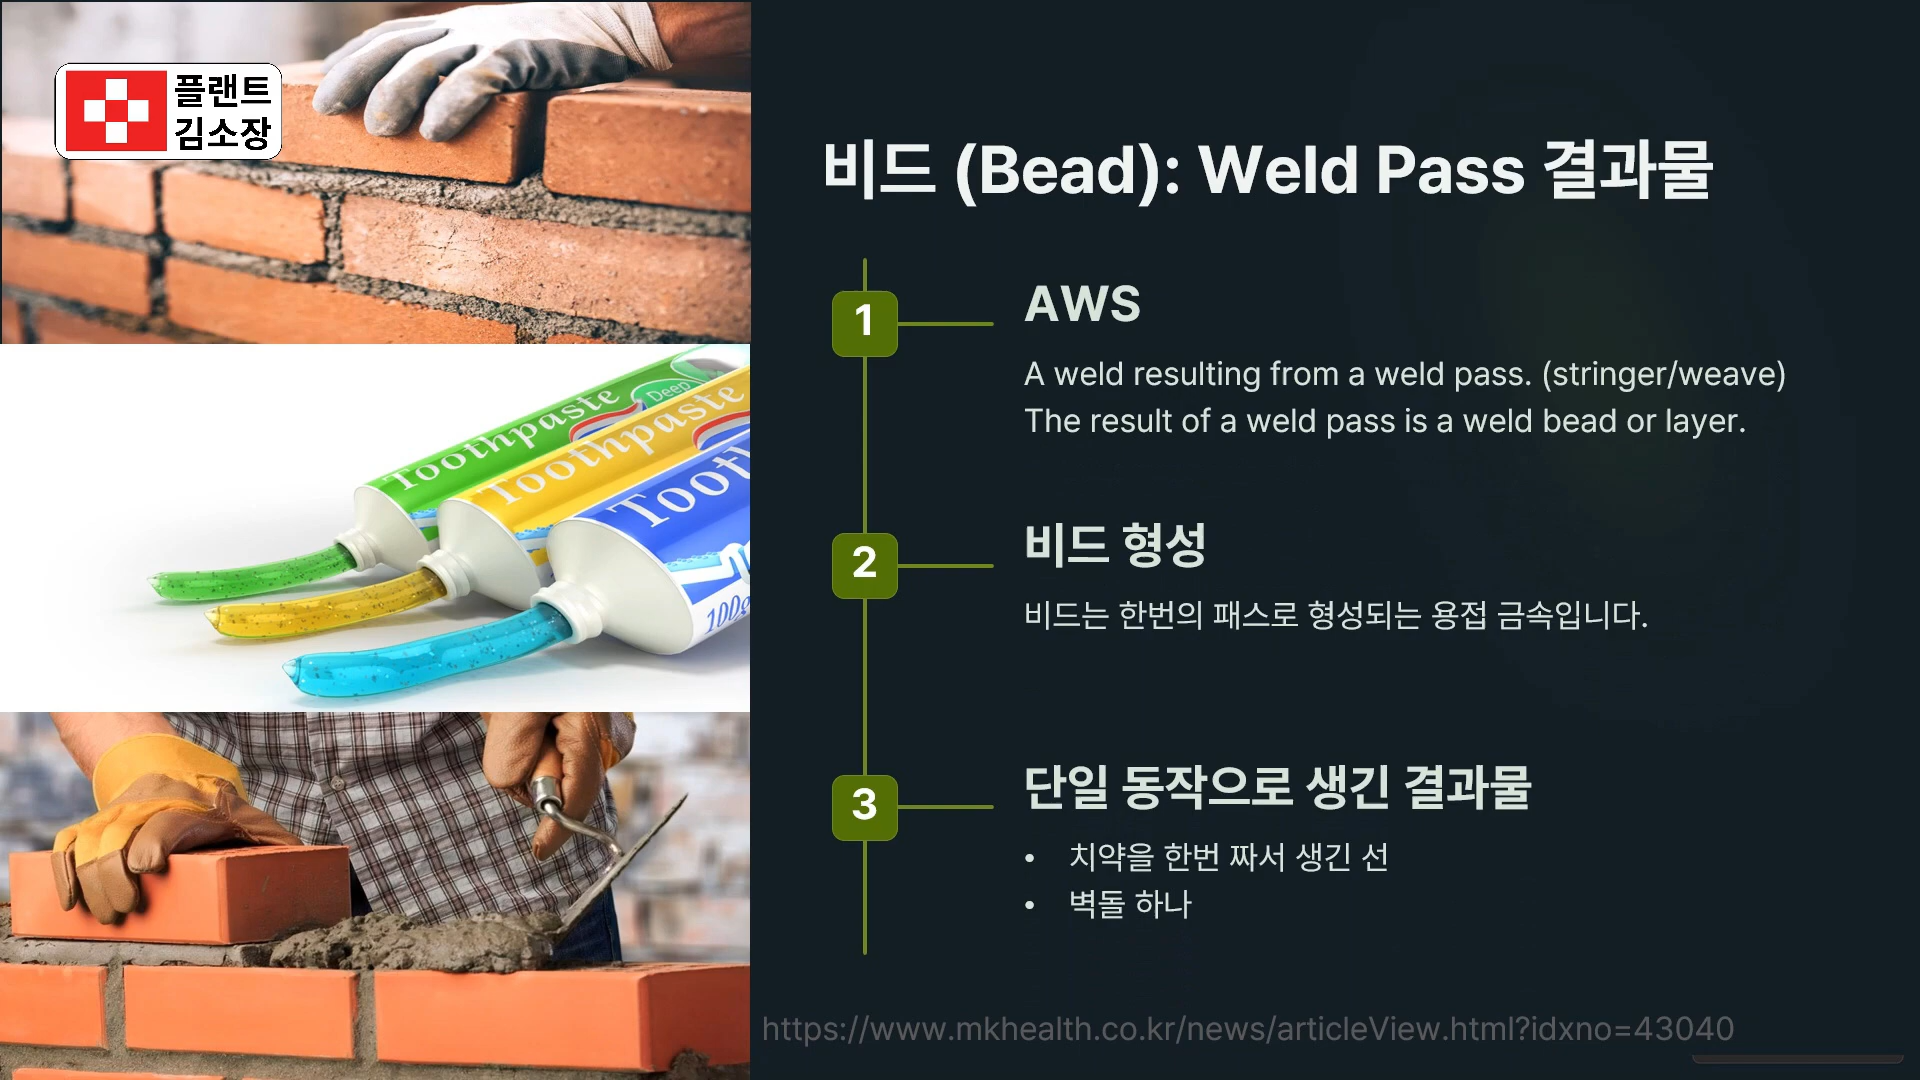 플랜트
김소장
비드 (Bead): Weld Pass 결과물
1
AWS
A weld resulting from a weld pass. (stringer/weave)
The result of a weld pass is a weld bead or layer.
2
비드 형성
비드는 한번의 패스로 형성되는 용접 금속입니다.
3
단일 동작으로 생긴 결과물
• 치약을 한번 짜서 생긴 선
• 벽돌 하나
Toothpaste
Deep
Toothpaste
Toot
100g
https://www.mkhealth.co.kr/news/articleView.html?idxno=43040